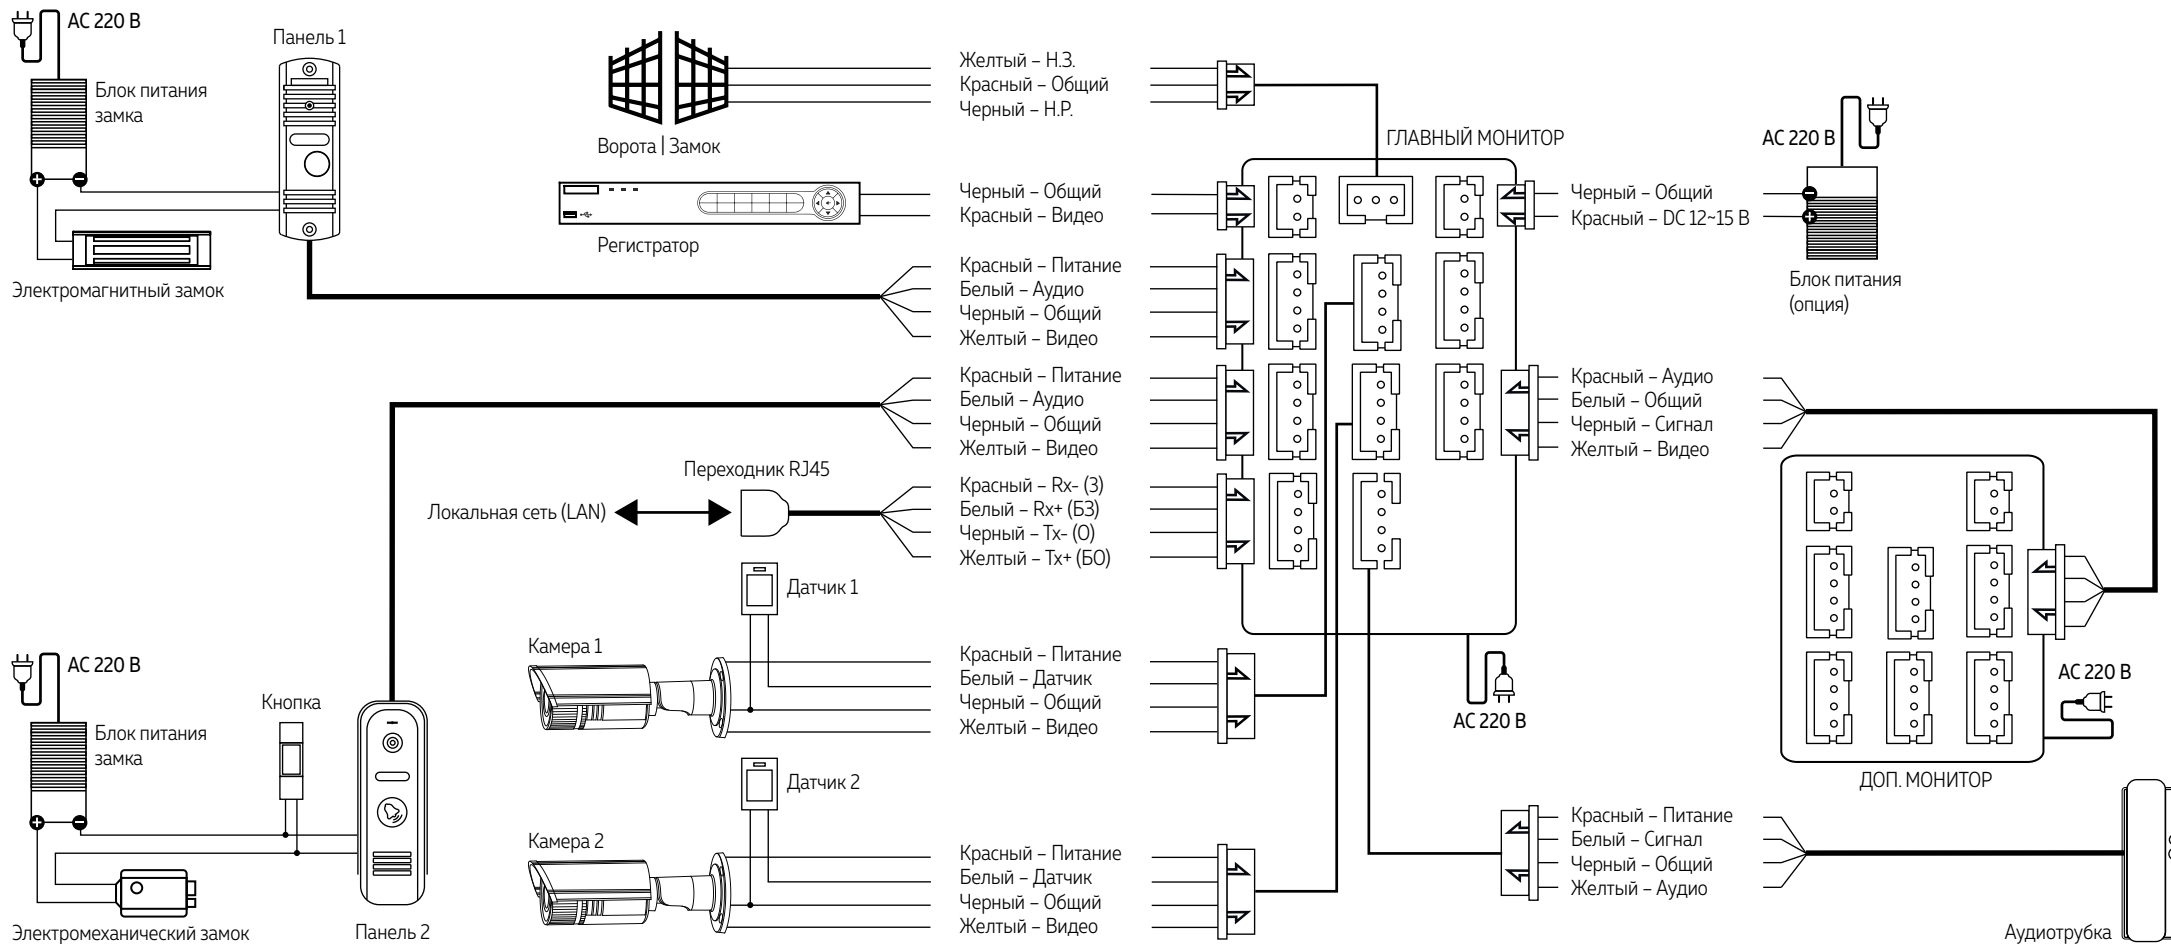 AC 220 В
Блок питания
замка
Панель 1
Электромагнитный замок
Ворота | Замок
Желтый – Н.З.
Красный – Общий
Черный – Н.Р.
Регистратор
Черный – Общий
Красный – Видео
Красный – Питание
Белый – Аудио
Черный – Общий
Желтый – Видео
Красный – Питание
Белый – Аудио
Черный – Общий
Желтый – Видео
Переходник RJ45
Локальная сеть (LAN)
Красный – Rx- (З)
Белый – Rx+ (БЗ)
Черный – Tx- (О)
Желтый – Tx+ (БО)
Датчик 1
Камера 1
Красный – Питание
Белый – Датчик
Черный – Общий
Желтый – Видео
Датчик 2
Камера 2
Красный – Питание
Белый – Датчик
Черный – Общий
Желтый – Видео
AC 220 В
Блок питания
замка
Кнопка
Электромеханический замок
Панель 2
ГЛАВНЫЙ МОНИТОР
AC 220 В
AC 220 В
Черный – Общий
Красный – DC 12~15 В
Блок питания
(опция)
Красный – Аудио
Белый – Общий
Черный – Сигнал
Желтый – Видео
AC 220 В
ДОП. МОНИТОР
Красный – Питание
Белый – Сигнал
Черный – Общий
Желтый – Аудио
Аудиотрубка